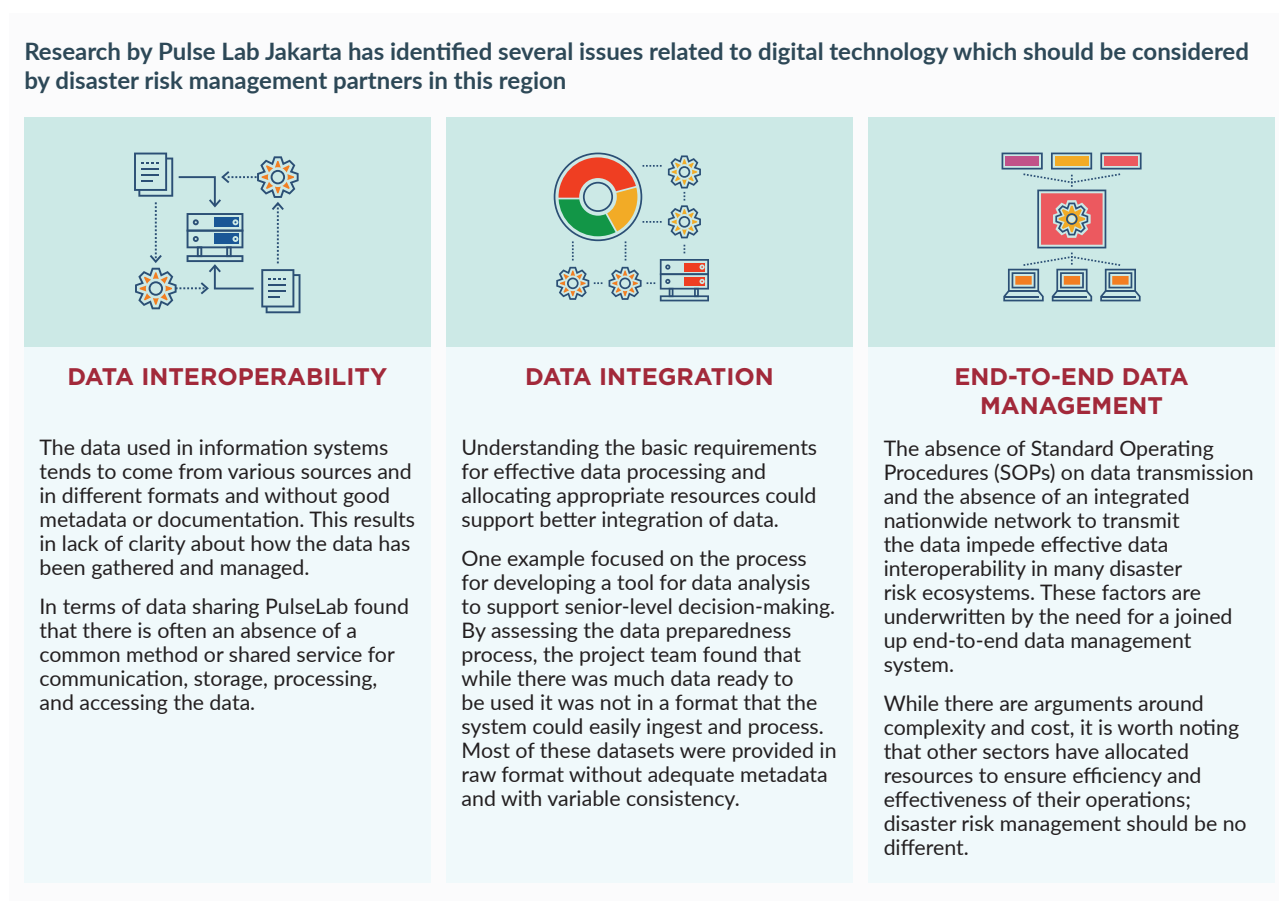 Research by Pulse Lab Jakarta has identified several issues related to digital technology which should be considered
by disaster risk management partners in this region
DATA INTEROPERABILITY
The data used in information systems
tends to come from various sources and
in different formats and without good
metadata or documentation. This results
in lack of clarity about how the data has
been gathered and managed.
In terms of data sharing PulseLab found
that there is often an absence of a
common method or shared service for
communication, storage, processing,
and accessing the data.
DATA INTEGRATION
Understanding the basic requirements
for effective data processing and
allocating appropriate resources could
support better integration of data.
One example focused on the process
for developing a tool for data analysis
to support senior-level decision-making.
By assessing the data preparedness
process, the project team found that
while there was much data ready to
be used it was not in a format that the
system could easily ingest and process.
Most of these datasets were provided in
raw format without adequate metadata
and with variable consistency.
END-TO-END DATA
MANAGEMENT
The absence of Standard Operating
Procedures (SOPs) on data transmission
and the absence of an integrated
nationwide network to transmit
the data impede effective data
interoperability in many disaster
risk ecosystems. These factors are
underwritten by the need for a joined
up end-to-end data management
system.
While there are arguments around
complexity and cost, it is worth noting
that other sectors have allocated
resources to ensure efficiency and
effectiveness of their operations;
disaster risk management should be no
different.